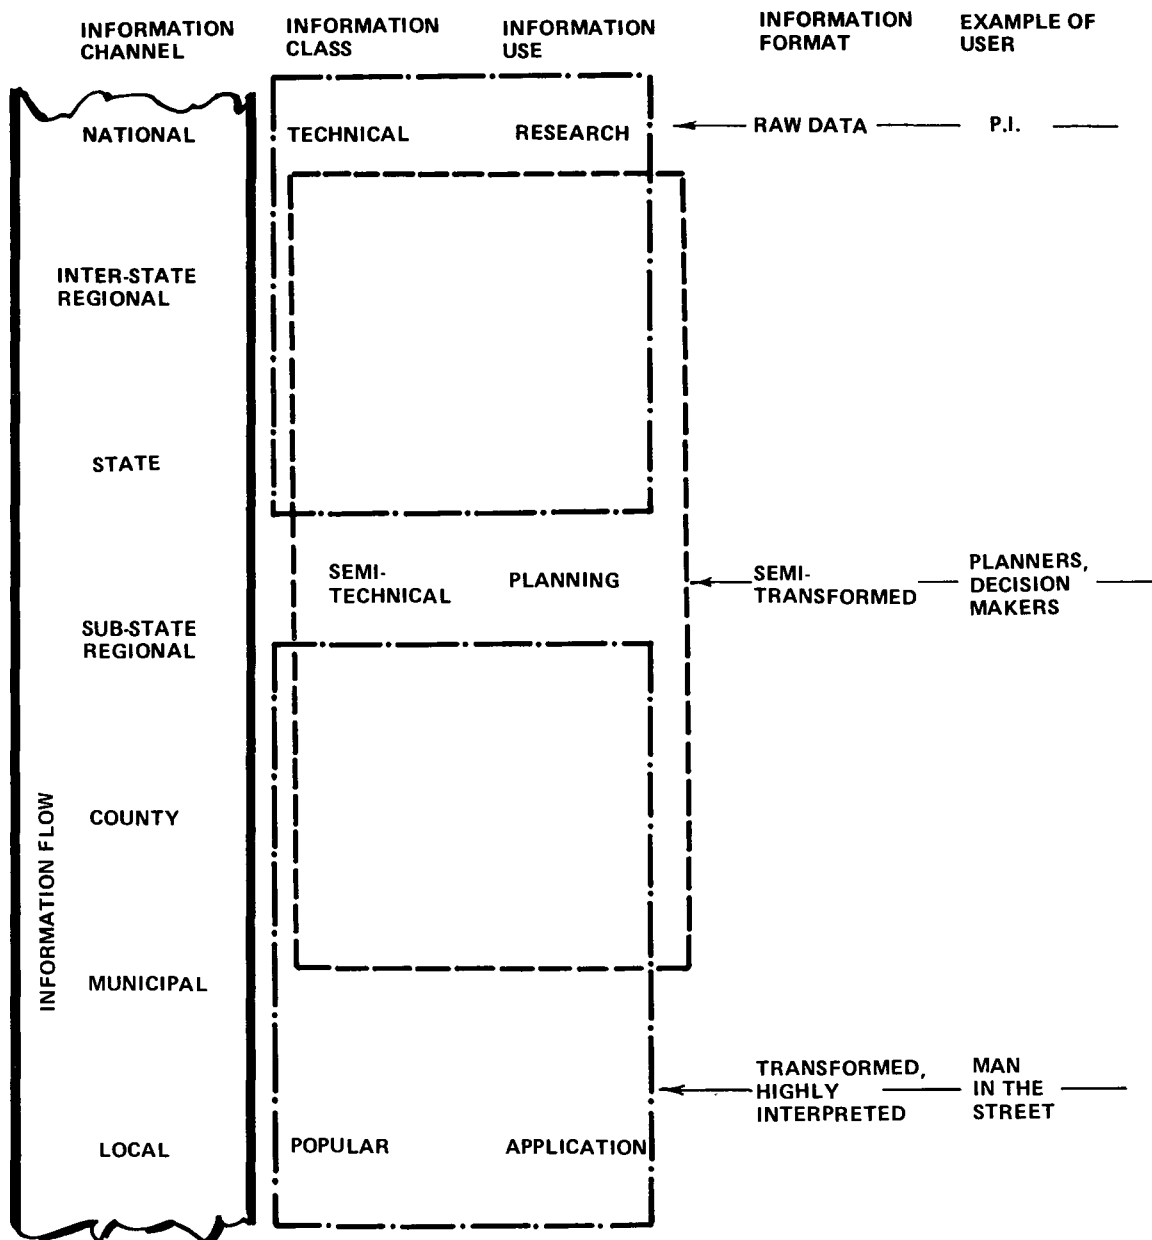 INFORMATION
CHANNEL
INFORMATION
CLASS
INFORMATION
USE
INFORMATION
FORMAT
EXAMPLE OF
USER
NATIONAL
TECHNICAL
RESEARCH
RAW DATA
P.I.
INTER-STATE
REGIONAL
STATE
SEMI-
TECHNICAL
PLANNING
SEMI-
TRANSFORMED
PLANNERS,
DECISION
MAKERS
SUB-STATE
REGIONAL
COUNTY
INFORMATION FLOW
MUNICIPAL
TRANSFORMED,
HIGHLY
INTERPRETED
MAN
IN THE
STREET
LOCAL
POPULAR
APPLICATION